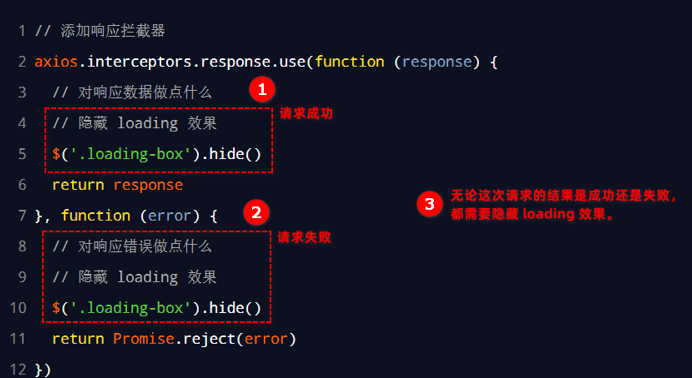 1 // 添加响应拦截器
2 axios.interceptors.response.use(function (response) {
3 // 对响应数据做点什么
1
4 // 隐藏 loading 效果
请求成功
5 $('.loading-box').hide()
6 return response
3 无论这次请求的结果是成功还是失败，
都需要隐藏 loading 效果。
7 }, function (error) {
2
请求失败
8 // 对响应错误做点什么
9 // 隐藏 loading 效果
10 $('.loading-box').hide()
11 return Promise.reject(error)
12 })